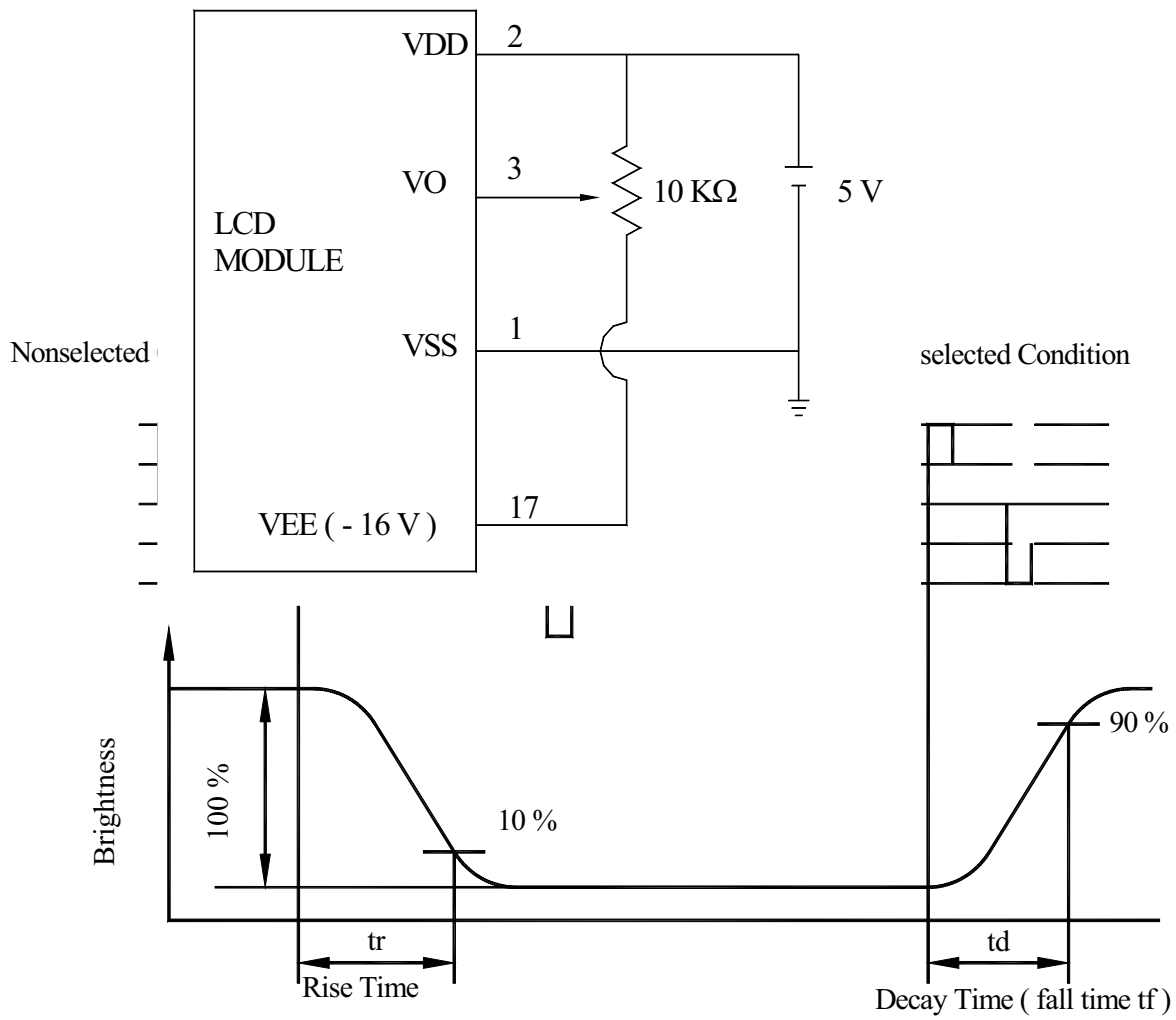 VDD
2
VO
3
10 KΩ
5 V
LCD
MODULE
VSS
1
Nonselected
selected Condition
VEE ( - 16 V )
17
Brightness
100 %
10 %
90 %
tr
Rise Time
td
Decay Time ( fall time tf )